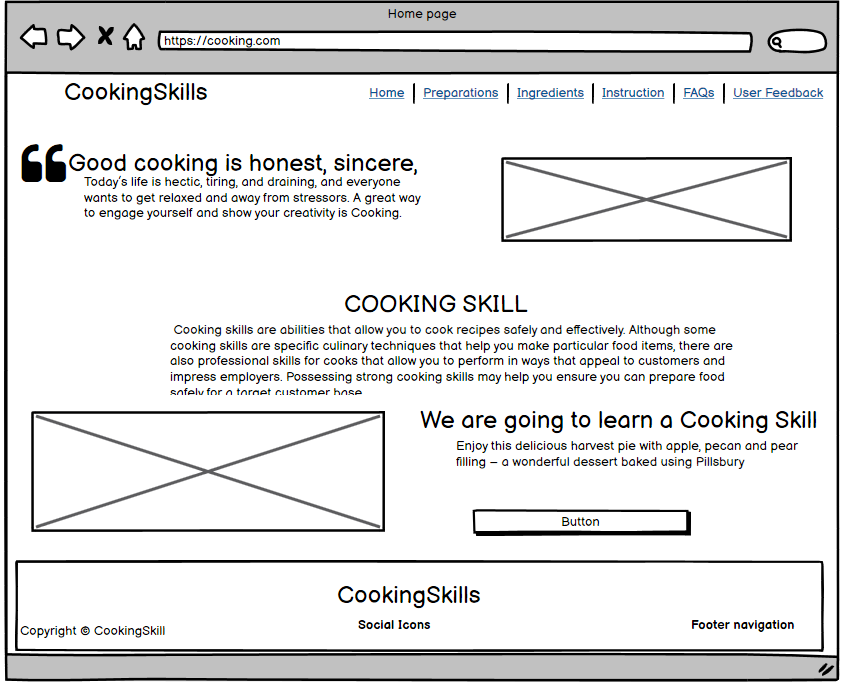 Home page
https://cooking.com
CookingSkills
Home
Preparations
Ingredients
Instruction
FAQs
User Feedback
Good cooking is honest, sincere,
Today's life is hectic, tiring, and draining, and everyone
wants to get relaxed and away from stressors. A great way
to engage yourself and show your creativity is Cooking.
COOKING SKILL
Cooking skills are abilities that allow you to cook recipes safely and effectively. Although some
cooking skills are specific culinary techniques that help you make particular food items, there are
also professional skills for cooks that allow you to perform in ways that appeal to customers and
impress employers. Possessing strong cooking skills may help you ensure you can prepare food
safely for a target customer base
We are going to learn a Cooking Skill
Enjoy this delicious harvest pie with apple, pecan and pear
filling – a wonderful dessert baked using Pillsbury
Button
CookingSkills
Social Icons
Footer navigation
Copyright © CookingSkill